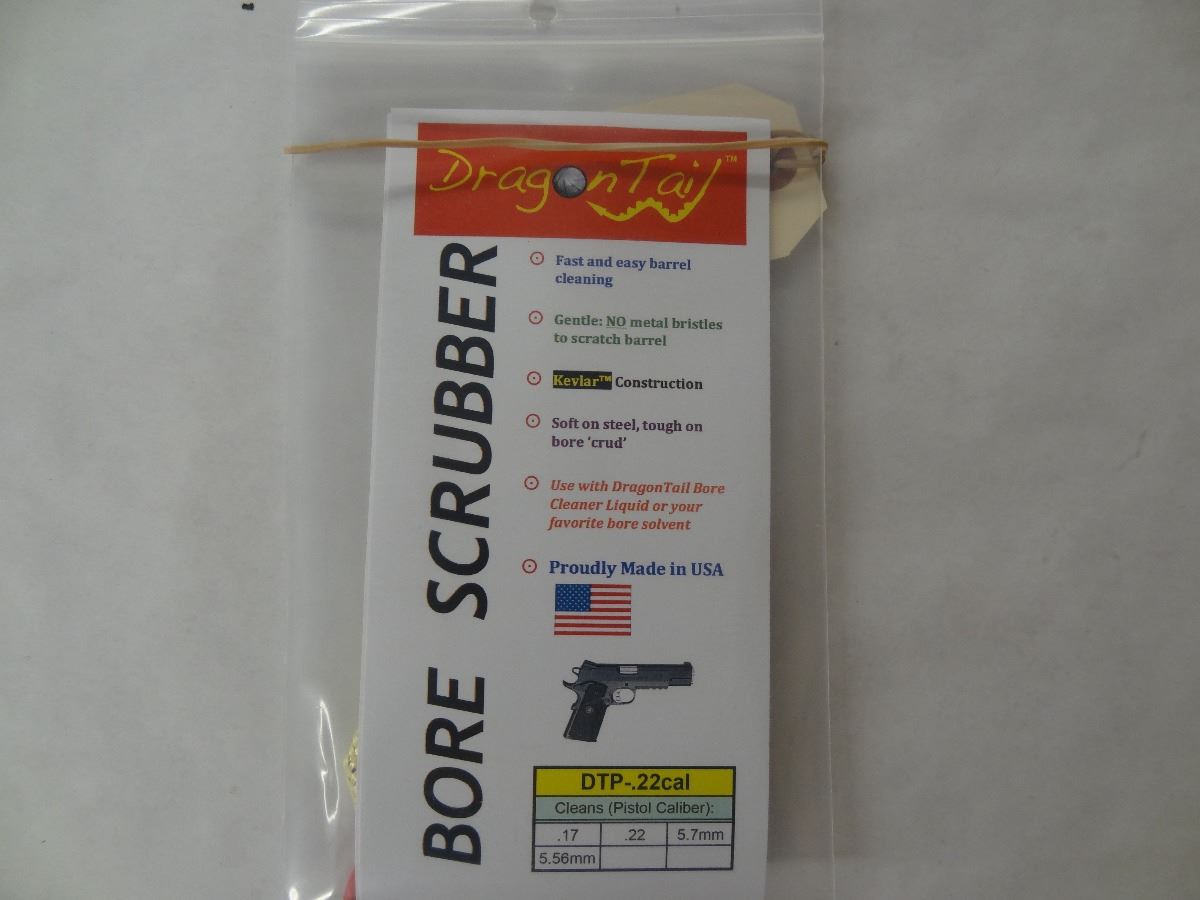 DragonTail™
BORE SCRUBBER
Fast and easy barrel
cleaning
Gentle: NO metal bristles
to scratch barrel
Kevlar™ Construction
Soft on steel, tough on
bore ‘crud’
Use with DragonTail Bore
Cleaner Liquid or your
favorite bore solvent
Proudly Made in USA
DTP-.22cal
Cleans (Pistol Caliber):
.17 .22 5.7mm
5.56mm